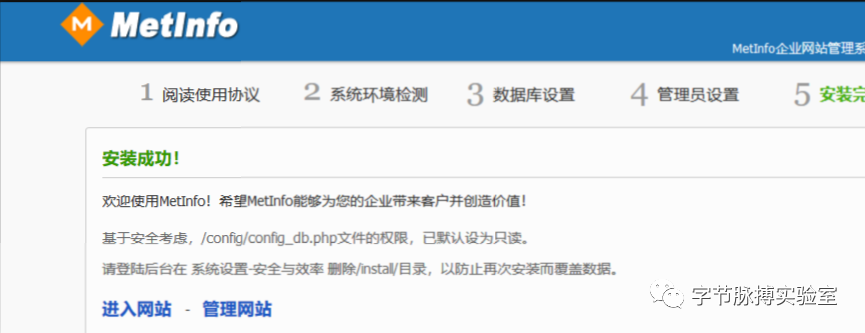 MetInfo
MetInfo企业网站管理系
1 阅读使用协议 2 系统环境检测 3 数据库设置 4 管理员设置 5 安装完
安装成功！
欢迎使用MetInfo！希望MetInfo能够为您的企业带来客户并创造价值！
基于安全考虑，/config/config_db.php文件的权限，已默认设为只读。
请登陆后台在 系统设置-安全与效率 删除/install/目录，以防止再次安装而覆盖数据。
进入网站 - 管理网站
字节脉搏实验室